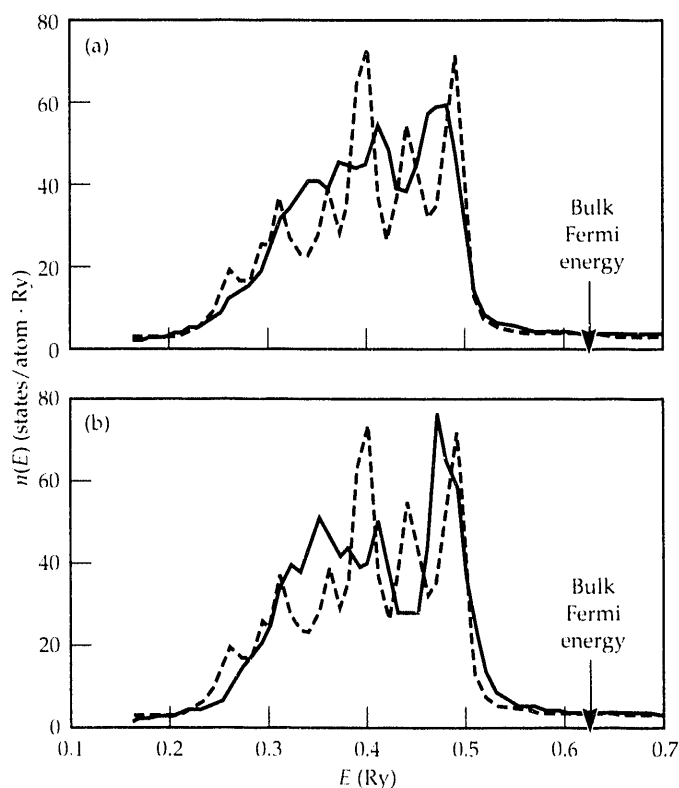 80
(a)
60
40
20
0
Bulk
Fermi
energy
n(E) (states/atom · Ry)
80
(b)
60
40
20
0
Bulk
Fermi
energy
0.1 0.2 0.3 0.4 0.5 0.6 0.7
E (Ry)